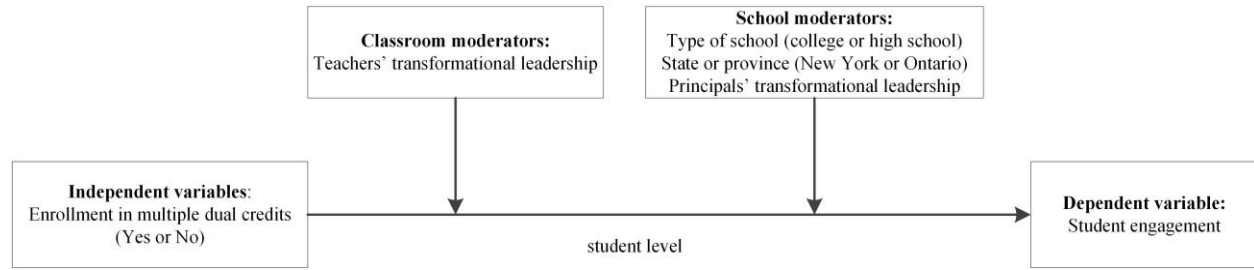 Classroom moderators:
Teachers’ transformational leadership
School moderators:
Type of school (college or high school)
State or province (New York or Ontario)
Principals’ transformational leadership
Independent variables:
Enrollment in multiple dual credits
(Yes or No)
student level
Dependent variable:
Student engagement